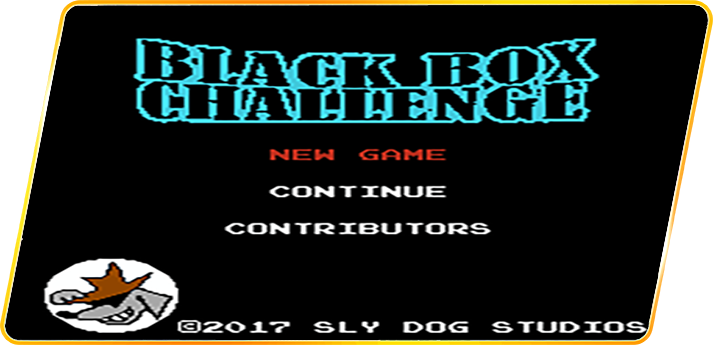 BLACK BOX
CHALLENGE
NEW GAME
CONTINUE
CONTRIBUTORS
©2017 SLY DOG STUDIOS